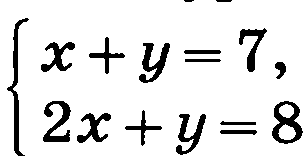 x + y = 7,
2x + y = 8